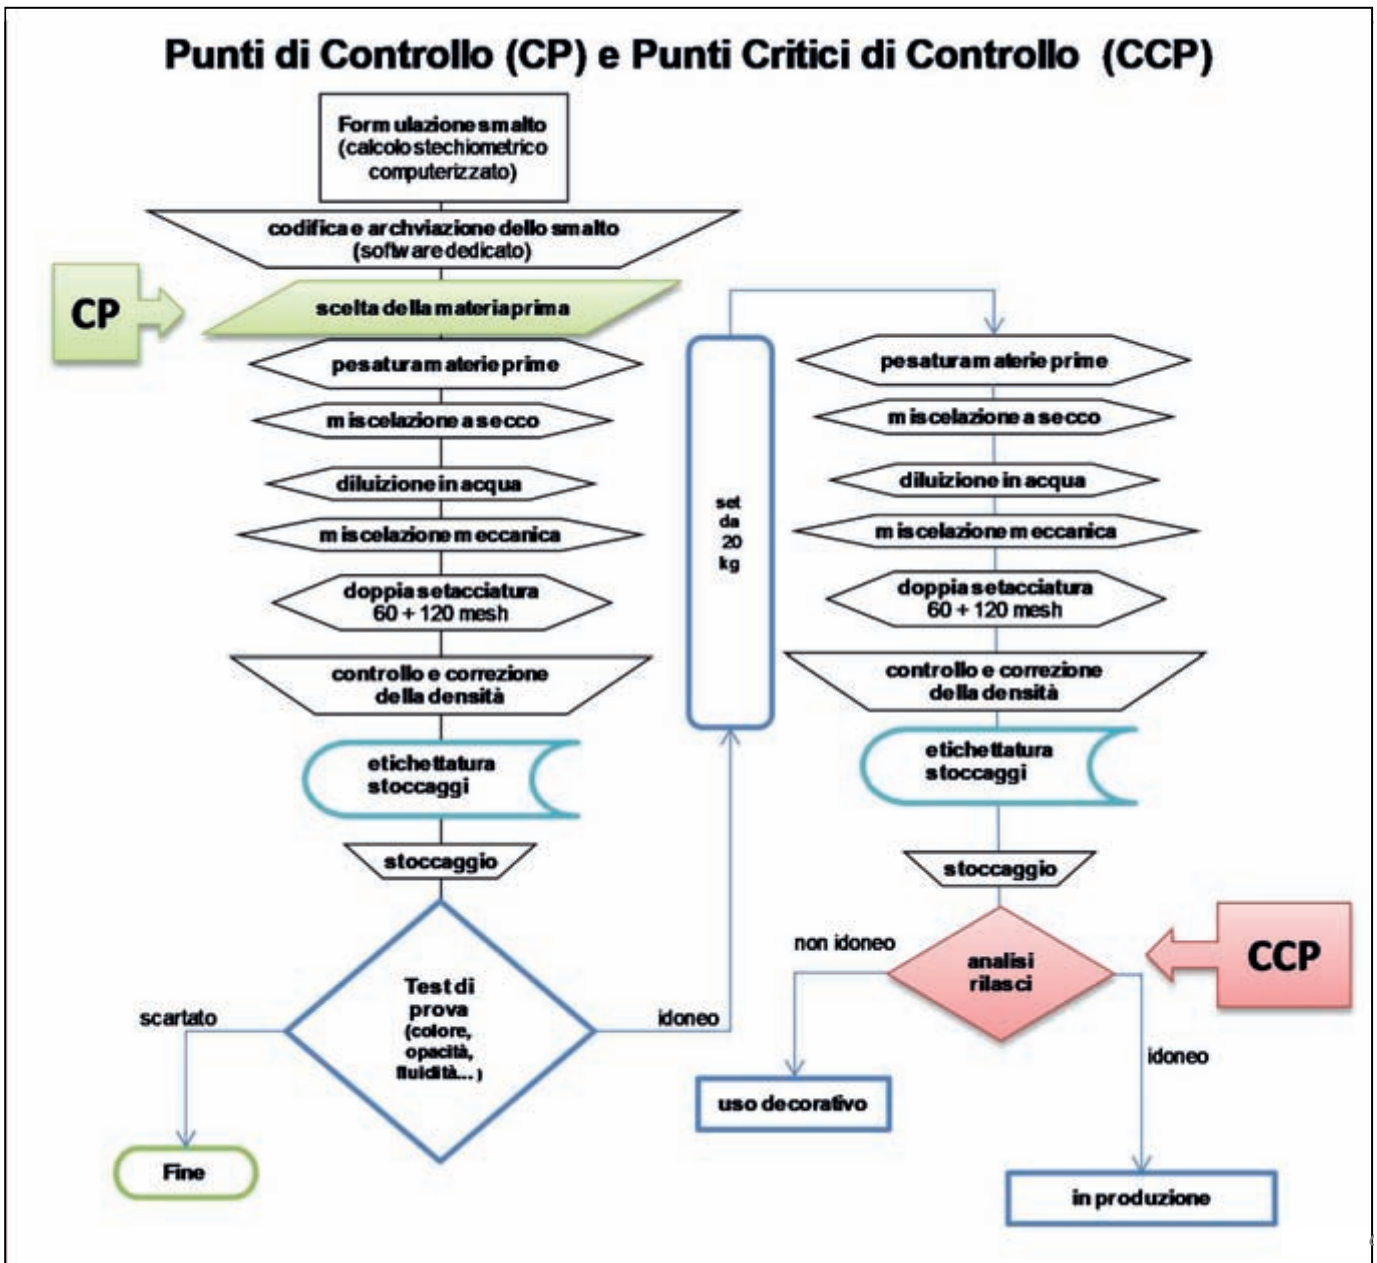 Punti di Controllo (CP) e Punti Critici di Controllo (CCP)
Formulazione smalto
(calcolo stechiometrico
computerizzato)
codifica e archviazione dello smalto
(software dedicato)
CP
scelta della materia prima
pesatura materie prime
miscelazione a secco
diluizione in acqua
miscelazione meccanica
doppia setacciatura
60 + 120 mesh
controllo e correzione
della densità
etichettatura
stoccaggi
stoccaggio
Test di
prova
(colore,
opacità,
fluidità...)
scartato
idoneo
Fine
set
da
20
kg
pesatura materie prime
miscelazione a secco
diluizione in acqua
miscelazione meccanica
doppia setacciatura
60 + 120 mesh
controllo e correzione
della densità
etichettatura
stoccaggi
stoccaggio
analisi
rilasci
CCP
non idoneo
idoneo
uso decorativo
in produzione